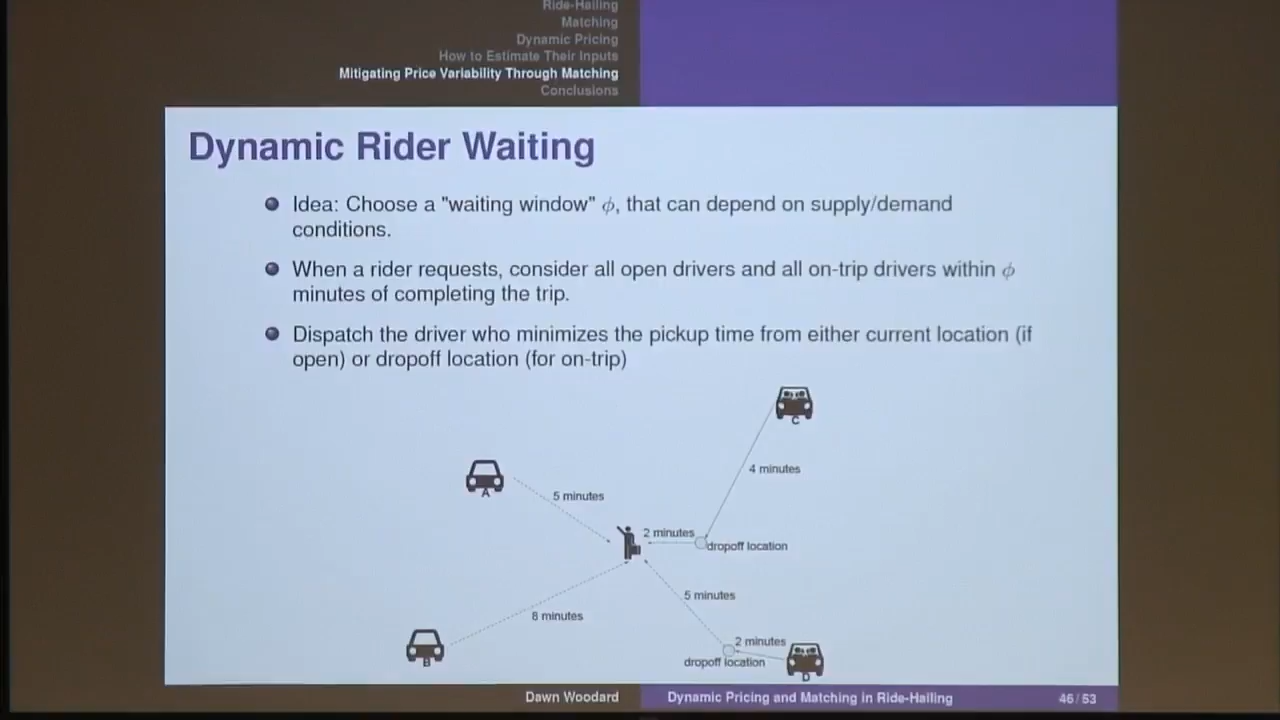 Ride-Hailing
Matching
Dynamic Pricing
How to Estimate Their Inputs
Mitigating Price Variability Through Matching
Conclusions
Dynamic Rider Waiting
Idea: Choose a "waiting window" ϕ, that can depend on supply/demand
conditions.
When a rider requests, consider all open drivers and all on-trip drivers within ϕ
minutes of completing the trip.
Dispatch the driver who minimizes the pickup time from either current location (if
open) or dropoff location (for on-trip)
C
4 minutes
A
5 minutes
2 minutes
dropoff location
5 minutes
8 minutes
B
2 minutes
dropoff location
D
Dawn Woodard
Dynamic Pricing and Matching in Ride-Hailing
46/53